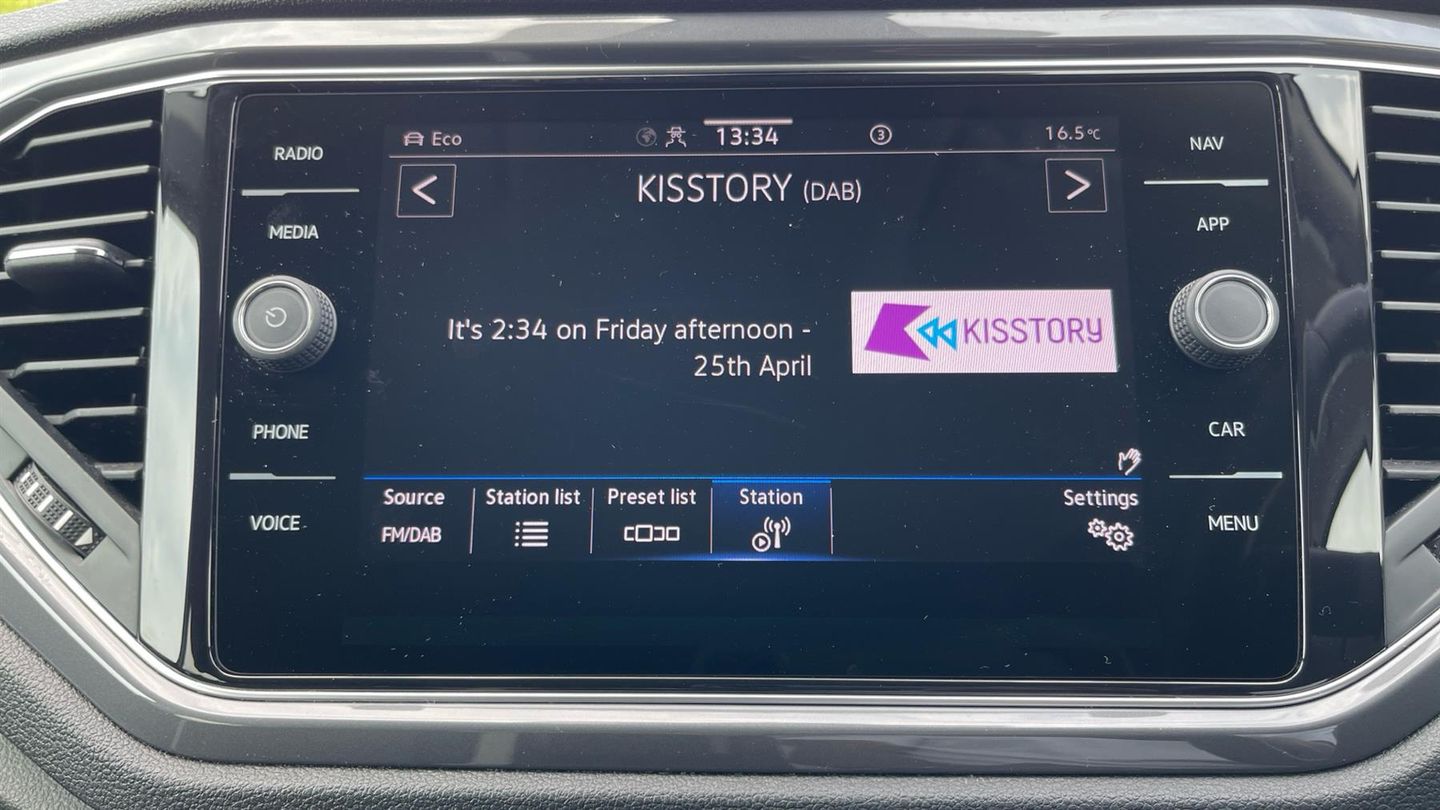 RADIO
MEDIA
PHONE
VOICE
Eco
13:34
3
16.5°C
<
KISSTORY (DAB)
>
It's 2:34 on Friday afternoon -
25th April
KISSTORY
Source
FM/DAB
Station list
Preset list
Station
Settings
NAV
APP
CAR
MENU